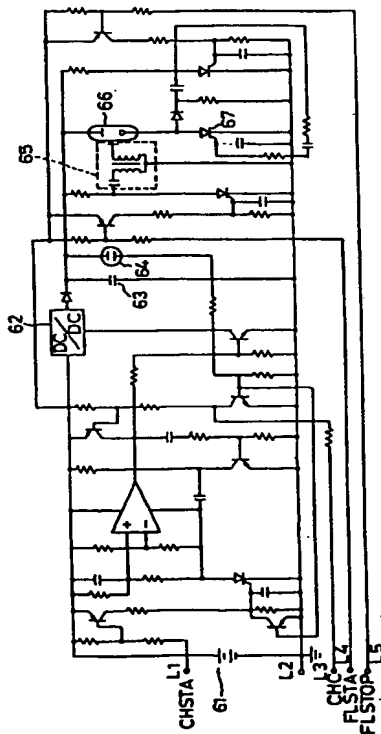 65
66
67
62
DC/DC
64
63
+
−
L1
CHSTA
61
L2
L3
CHC
L4
FLSTA
L5
FLSTOP